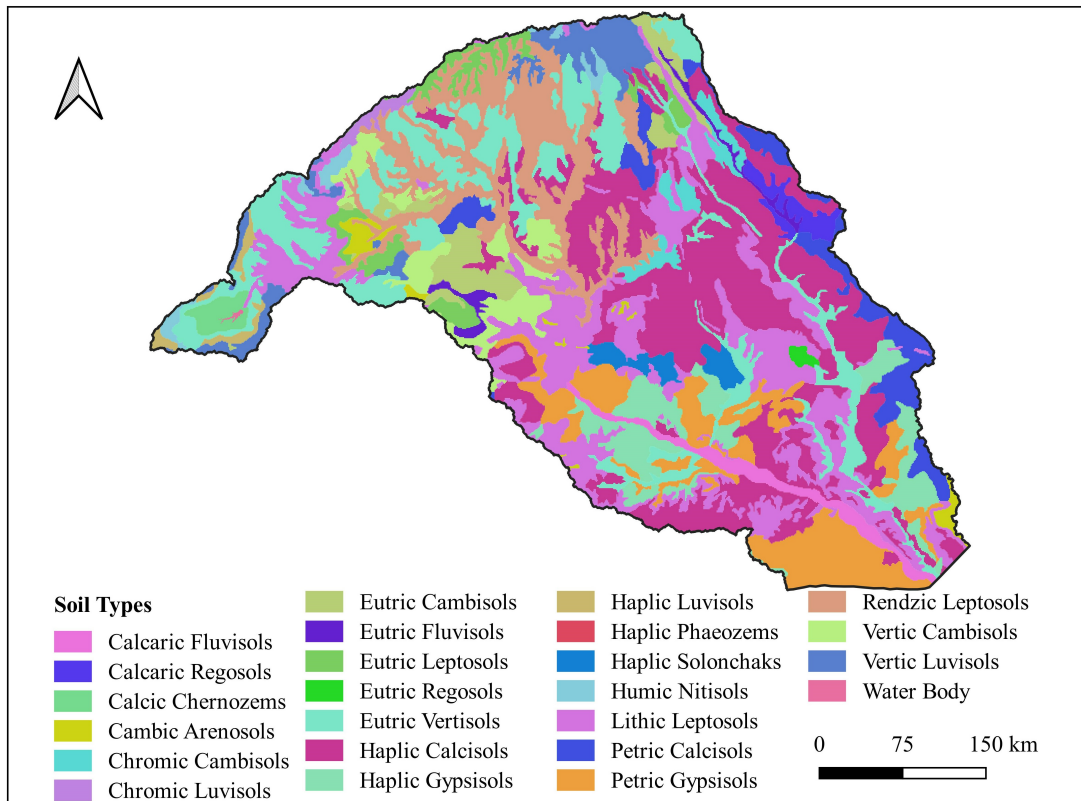 Soil Types
Calcaric Fluvisols
Calcaric Regosols
Calcic Chernozems
Cambic Arenosols
Chromic Cambisols
Chromic Luvisols
Eutric Cambisols
Eutric Fluvisols
Eutric Leptosols
Eutric Regosols
Eutric Vertisols
Haplic Calcisols
Haplic Gypsisols
Haplic Luvisols
Haplic Phaeozems
Haplic Solonchaks
Humic Nitisols
Lithic Leptosols
Petric Calcisols
Petric Gypsisols
Rendzic Leptosols
Vertic Cambisols
Vertic Luvisols
Water Body
0 75 150 km